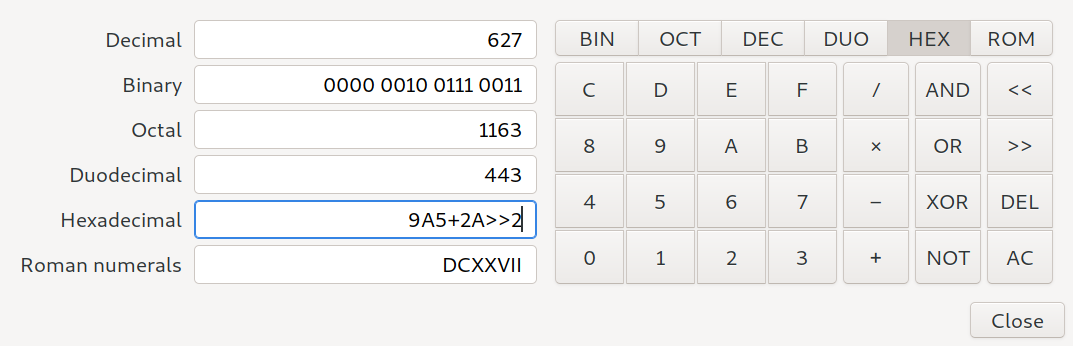 Decimal 627
Binary 0000 0010 0111 0011
Octal 1163
Duodecimal 443
Hexadecimal 9A5+2A>>2
Roman numerals DCXXVII
BIN OCT DEC DUO HEX ROM
C D E F / AND <<
8 9 A B × OR >>
4 5 6 7 − XOR DEL
0 1 2 3 + NOT AC
Close